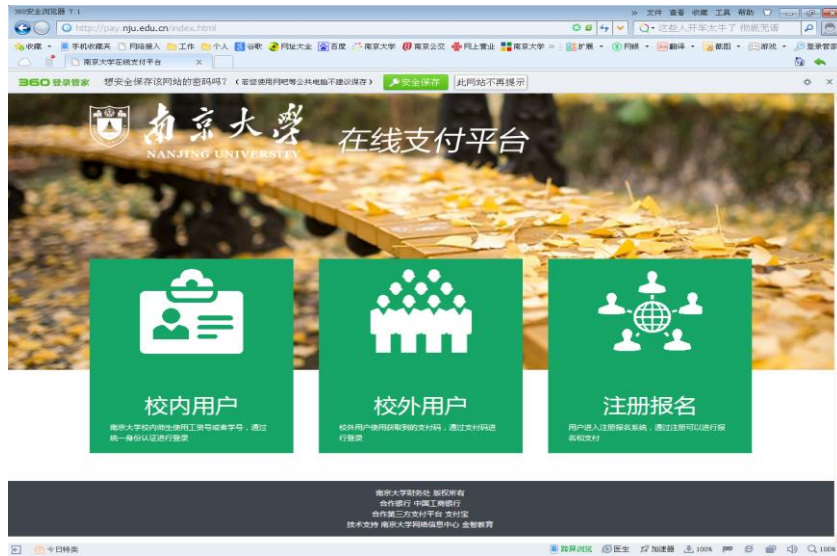 360安全浏览器 7.1
文件 查看 收藏 工具 帮助
http://pay.nju.edu.cn/index.html
这些人开车太牛了 彻底无语
收藏 手机收藏夹 网络接入 工作 个人 谷歌 网址大全 百度 南京大学 南京公交 网上营业 南京大学 » 扩展 网银 翻译 截图 游戏 登录管家
南京大学在线支付平台
360 登录管家 想安全保存该网站的密码吗? (若您使用网吧等公共电脑不建议保存) 安全保存 此网站不再提示
南京大学
NANJING UNIVERSITY
在线支付平台
校内用户
南京大学校内师生使用工资号或者学号,通过
统一身份认证进行登录
校外用户
校外用户使用获取到的支付码,通过支付码进
行登录
注册报名
用户进入注册报名系统,通过注册可以进行报
名和支付
南京大学财务处 版权所有
合作银行 中国工商银行
合作第三方支付平台 支付宝
技术支持 南京大学网络信息中心 金智教育
今日特卖
跨屏浏览 医生 加速器 100% 100%